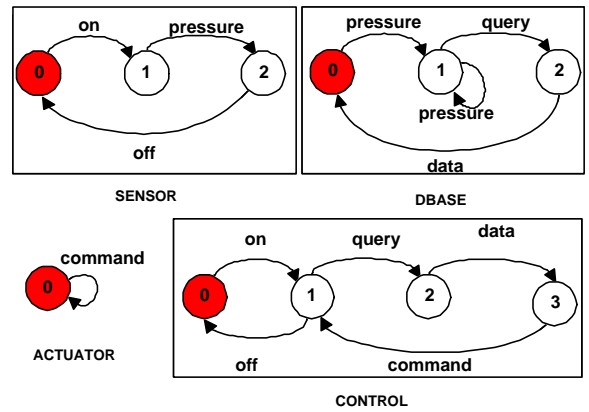 on
pressure
0
1
2
off
SENSOR
pressure
query
0
1
2
pressure
data
DBASE
command
0
ACTUATOR
on
query
data
0
1
2
3
off
command
CONTROL